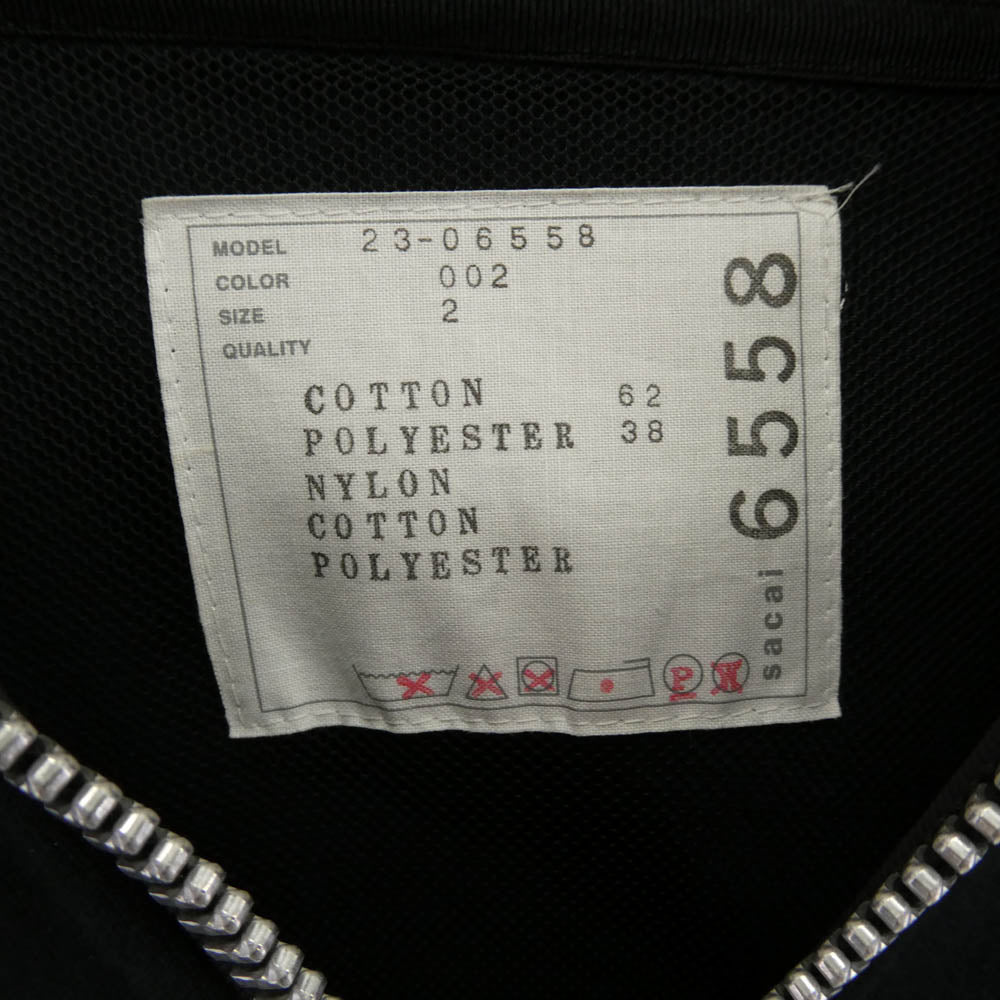 MODEL 23-06558
COLOR 002
SIZE 2
QUALITY
COTTON 62
POLYESTER 38
NYLON
COTTON
POLYESTER
P
sacai 6558